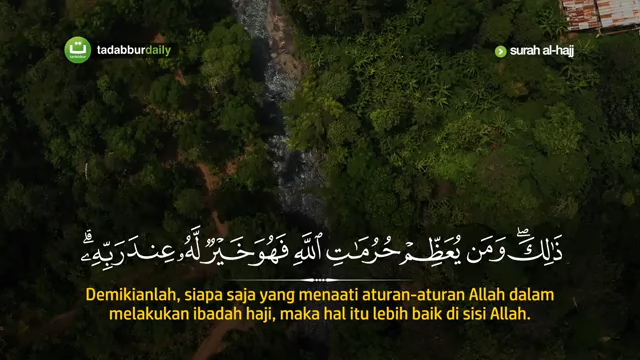 tadabburdaily
surah al-hajj
ذَٰلِكَۖ وَمَن يُعَظِّمْ حُرُمَٰتِ ٱللَّهِ فَهُوَ خَيْرٌ لَّهُۥ عِندَ رَبِّهِۦۗ
Demikianlah, siapa saja yang menaati aturan-aturan Allah dalam
melakukan ibadah haji, maka hal itu lebih baik di sisi Allah.